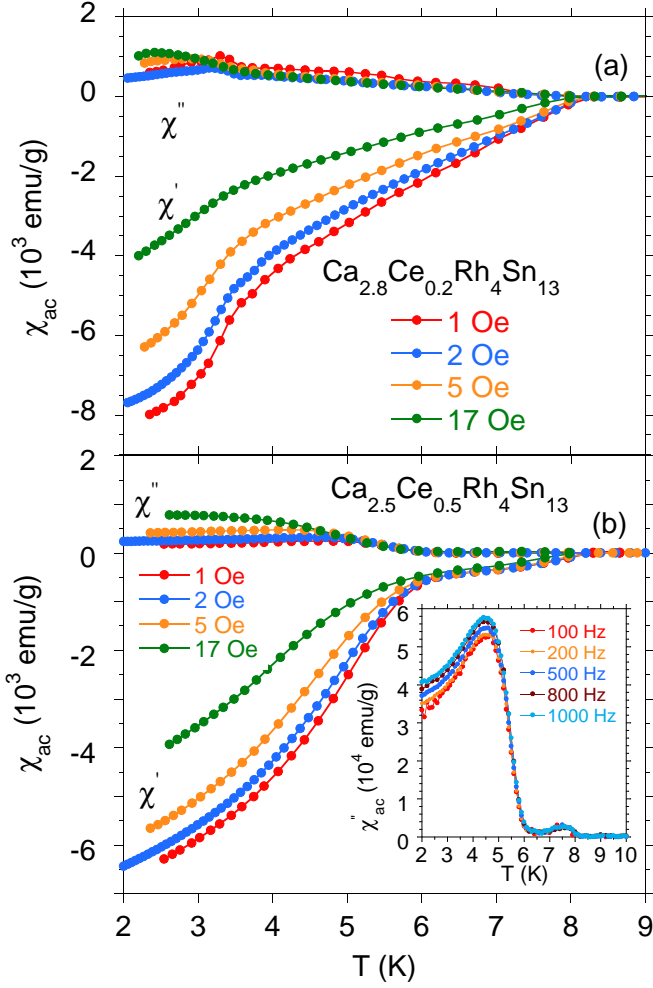 2
0
-2
-4
-6
-8
χac (10³ emu/g)
(a)
χ''
χ'
Ca2.8Ce0.2Rh4Sn13
1 Oe
2 Oe
5 Oe
17 Oe
2
0
-2
-4
-6
χac (10³ emu/g)
χ''
Ca2.5Ce0.5Rh4Sn13
(b)
1 Oe
2 Oe
5 Oe
17 Oe
χ'
6
5
4
3
2
1
0
χ''ac (10⁴ emu/g)
100 Hz
200 Hz
500 Hz
800 Hz
1000 Hz
2 3 4 5 6 7 8 9 10
T (K)
2 3 4 5 6 7 8 9
T (K)